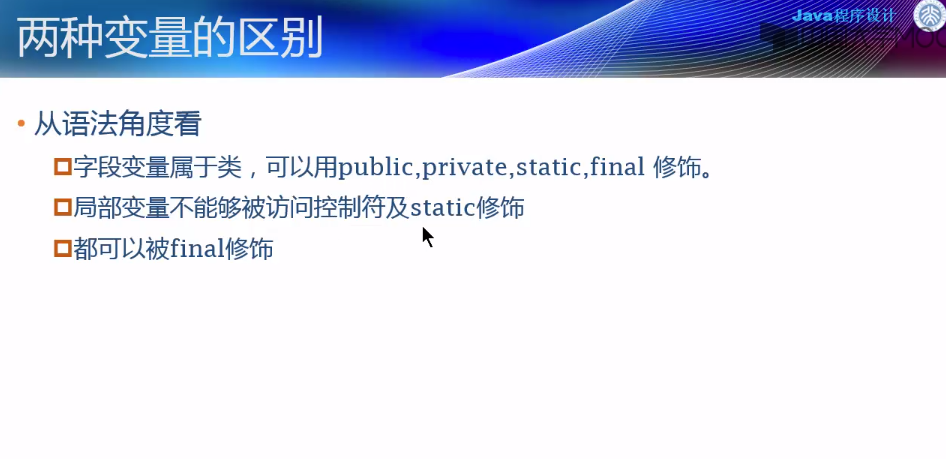 Java程序设计
两种变量的区别
从语法角度看
字段变量属于类，可以用public,private,static,final 修饰。
局部变量不能够被访问控制符及static修饰
都可以被final修饰